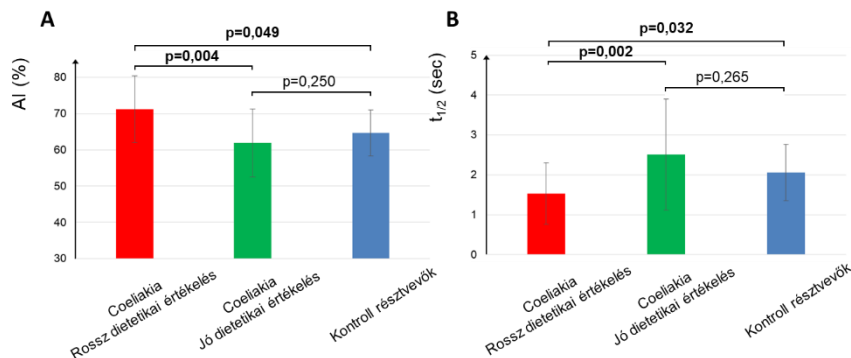 A
p=0,049
p=0,004
p=0,250
AI (%)
80
70
60
50
40
30
Coeliakia
Rossz dietetikai értékelés
Coeliakia
Jó dietetikai értékelés
Kontroll résztvevők
B
p=0,032
p=0,002
p=0,265
t1/2 (sec)
5
4
3
2
1
0
Coeliakia
Rossz dietetikai értékelés
Coeliakia
Jó dietetikai értékelés
Kontroll résztvevők